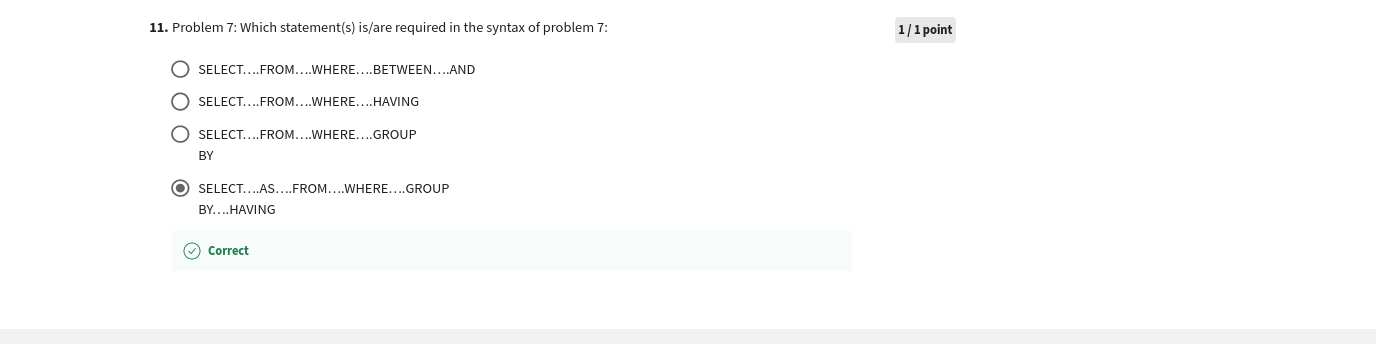 11. Problem 7: Which statement(s) is/are required in the syntax of problem 7:
1 / 1 point
SELECT….FROM….WHERE….BETWEEN….AND
SELECT….FROM….WHERE….HAVING
SELECT….FROM….WHERE….GROUP
BY
SELECT….AS….FROM….WHERE….GROUP
BY….HAVING
Correct